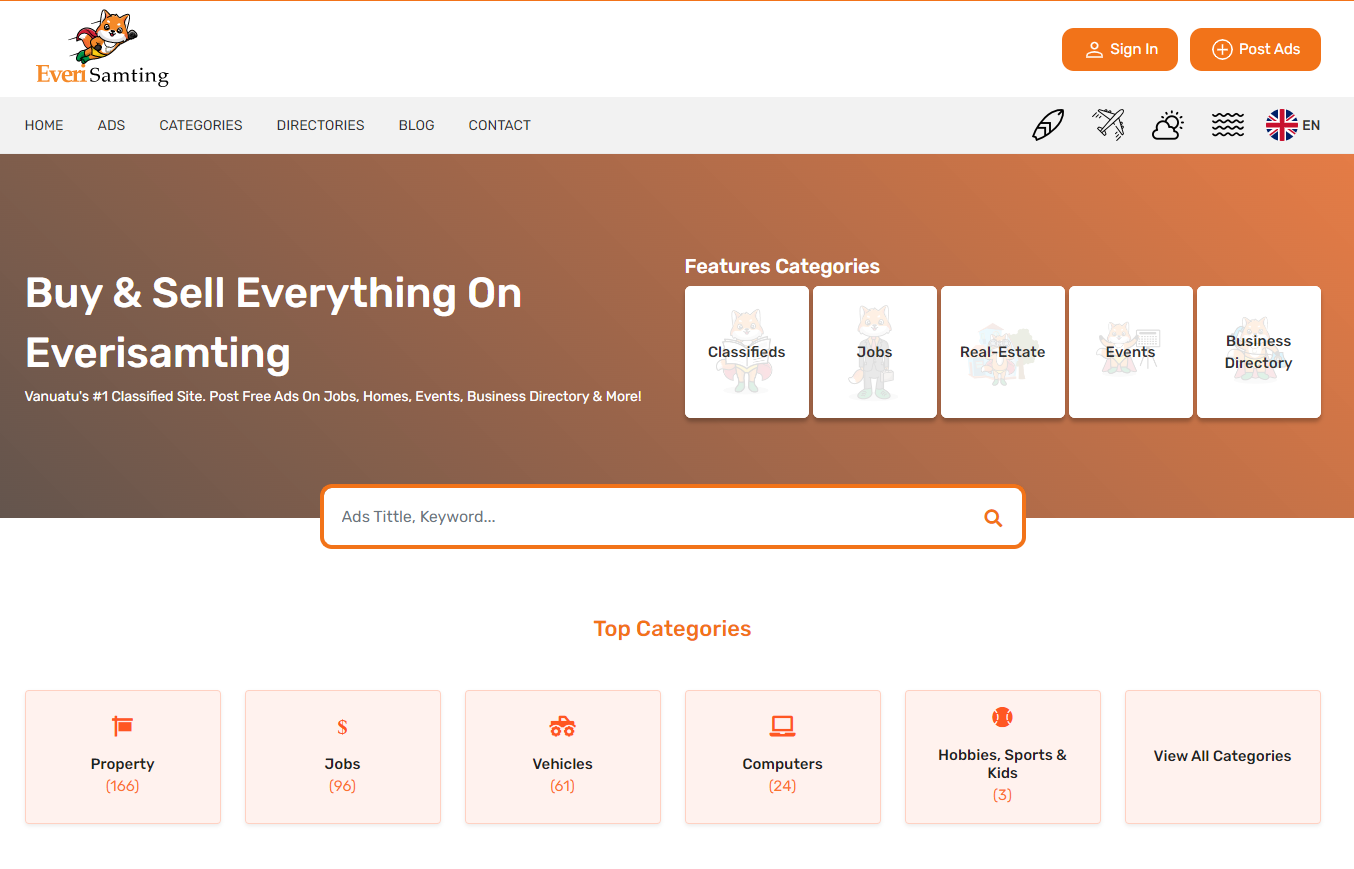 Everi Samting
Sign In
Post Ads
HOME
ADS
CATEGORIES
DIRECTORIES
BLOG
CONTACT
EN
Buy & Sell Everything On
Everisamting
Vanuatu's #1 Classified Site. Post Free Ads On Jobs, Homes, Events, Business Directory & More!
Features Categories
Classifieds
Jobs
Real-Estate
Events
Business
Directory
Ads Tittle, Keyword...
Top Categories
Property
(166)
$
Jobs
(96)
Vehicles
(61)
Computers
(24)
Hobbies, Sports &
Kids
(3)
View All Categories